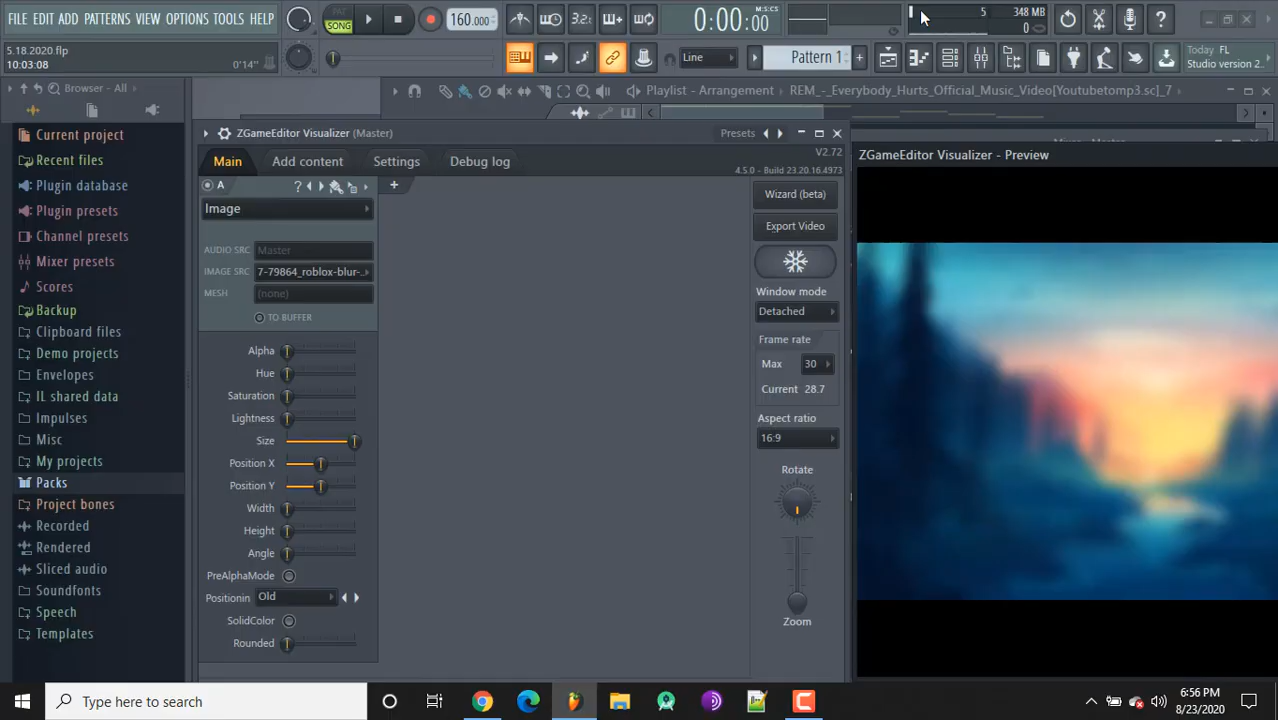 FILE EDIT ADD PATTERNS VIEW OPTIONS TOOLS HELP
PAT
SONG
160.000
3.2
0:00:00
M:S:CS
5
348 MB
0
5.18.2020 flp
10:03:08
0'14"
Line
Pattern 1
Today FL
Studio version 2
Browser - All
Playlist - Arrangement
REM_-_Everybody_Hurts_Official_Music_Video[Youtubetomp3.sc]_7
Current project
Recent files
Plugin database
Plugin presets
Channel presets
Mixer presets
Scores
Backup
Clipboard files
Demo projects
Envelopes
IL shared data
Impulses
Misc
My projects
Packs
Project bones
Recorded
Rendered
Sliced audio
Soundfonts
Speech
Templates
ZGameEditor Visualizer (Master)
Presets
Main
Add content
Settings
Debug log
V2.72
4.5.0 - Build 23.20.16.4973
A
Image
AUDIO SRC Master
IMAGE SRC 7-79864_roblox-blur-_
MESH (none)
TO BUFFER
Alpha
Hue
Saturation
Lightness
Size
Position X
Position Y
Width
Height
Angle
PreAlphaMode
Positionin Old
SolidColor
Rounded
Wizard (beta)
Export Video
Window mode
Detached
Frame rate
Max 30
Current 28.7
Aspect ratio
16:9
Rotate
Zoom
ZGameEditor Visualizer - Preview
Type here to search
6:56 PM
8/23/2020